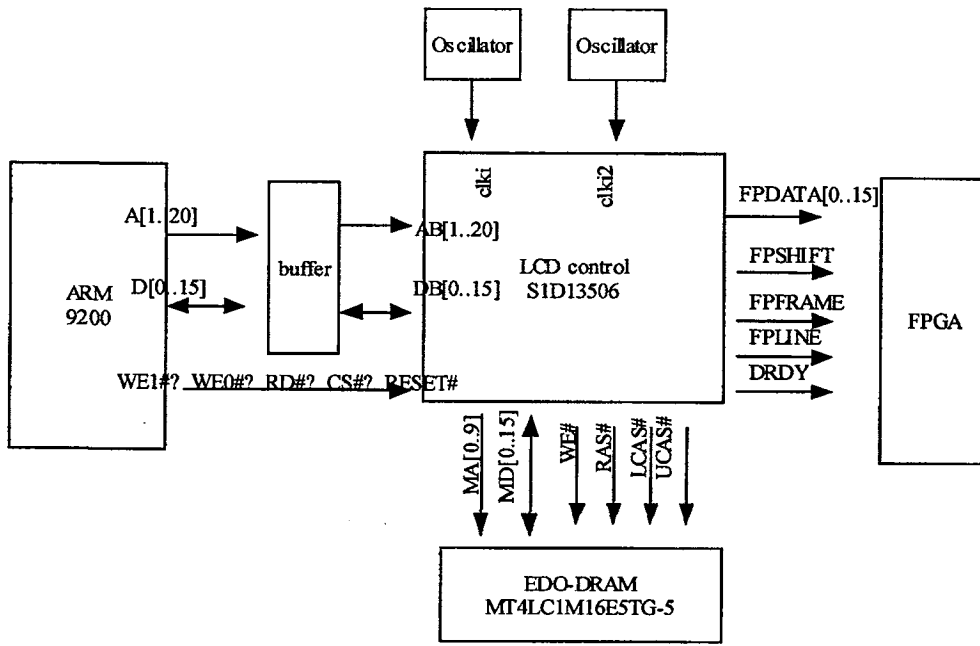 Oscillator
Oscillator
clki
clki2
A[1..20]
D[0..15]
ARM
9200
buffer
AB[1..20]
DB[0..15]
LCD control
S1D13506
WE1#? WE0#? RD#? CS#? RESET#
FPDATA[0..15]
FPSHIFT
FPFRAME
FPLINE
DRDY
FPGA
MA[0..9]
MD[0..15]
WE#
RAS#
LCAS#
UCAS#
EDO-DRAM
MT4LC1M16E5TG-5